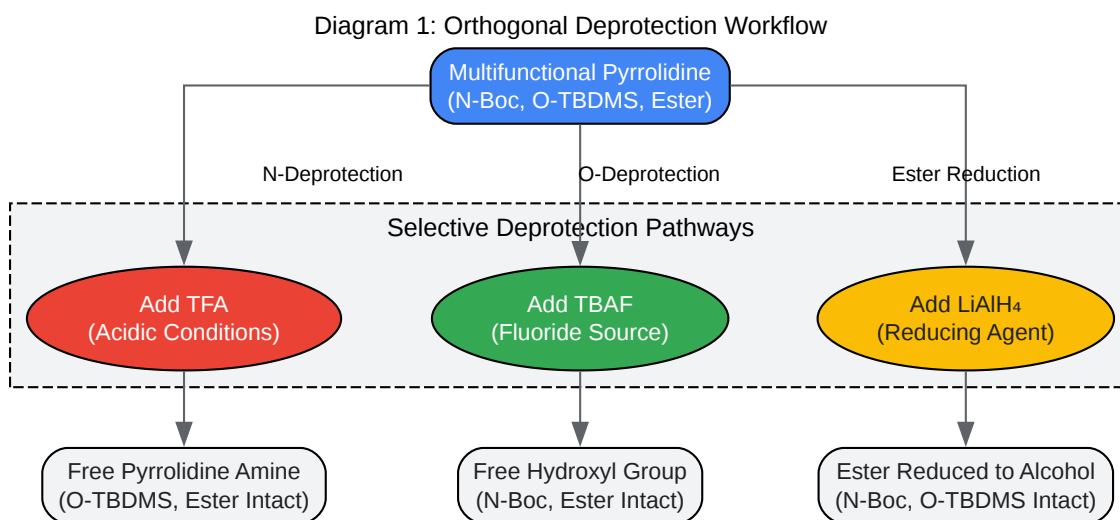 Diagram 1: Orthogonal Deprotection Workflow
Multifunctional Pyrrolidine
(N-Boc, O-TBDMS, Ester)
N-Deprotection
O-Deprotection
Ester Reduction
Selective Deprotection Pathways
Add TFA
(Acidic Conditions)
Add TBAF
(Fluoride Source)
Add LiAlH₄
(Reducing Agent)
Free Pyrrolidine Amine
(O-TBDMS, Ester Intact)
Free Hydroxyl Group
(N-Boc, Ester Intact)
Ester Reduced to Alcohol
(N-Boc, O-TBDMS Intact)